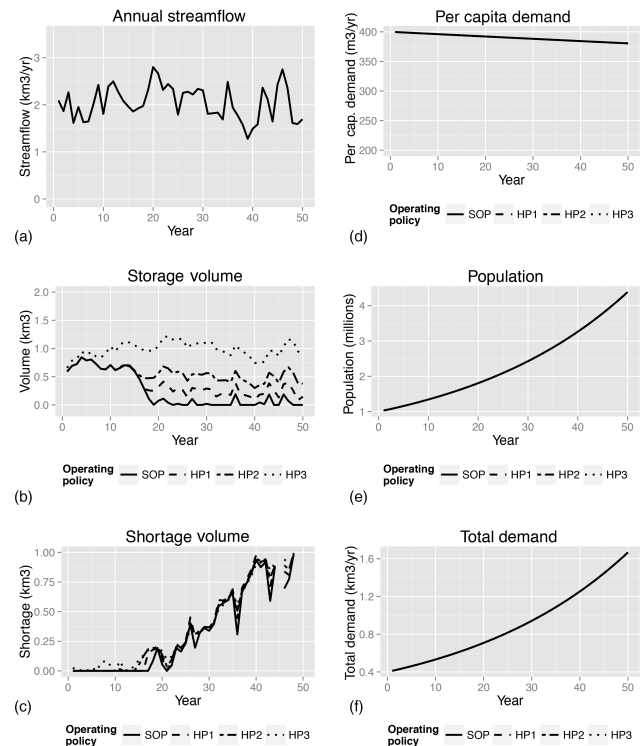 Annual streamflow
Streamflow (km3/yr)
3
2
1
0
0 10 20 30 40 50
Year
(a)
Per capita demand
Per cap. demand (m3/yr)
400
350
300
250
200
0 10 20 30 40 50
Year
Operating policy SOP HP1 HP2 HP3
(d)
Storage volume
Volume (km3)
2.0
1.5
1.0
0.5
0.0
0 10 20 30 40 50
Year
Operating policy SOP HP1 HP2 HP3
(b)
Population
Population (millions)
4
3
2
1
0 10 20 30 40 50
Year
Operating policy SOP HP1 HP2 HP3
(e)
Shortage volume
Shortage (km3)
1.00
0.75
0.50
0.25
0.00
0 10 20 30 40 50
Year
(c)
Operating policy SOP HP1 HP2 HP3
Total demand
Total demand (km3/yr)
1.6
1.2
0.8
0.4
0 10 20 30 40 50
Year
(f)
Operating policy SOP HP1 HP2 HP3